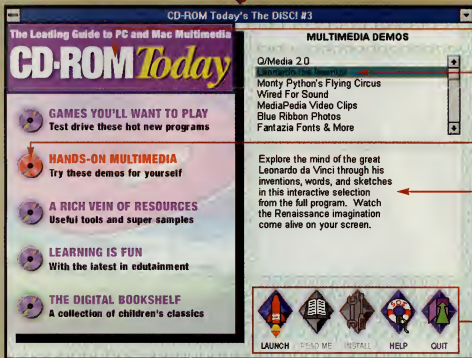 CD-ROM Today's The DiSC! #3
The Leading Guide to PC and Mac Multimedia
CD-ROM Today
GAMES YOU'LL WANT TO PLAY
Test drive these hot new programs
HANDS-ON MULTIMEDIA
Try these demos for yourself
A RICH VEIN OF RESOURCES
Useful tools and super samples
LEARNING IS FUN
With the latest in edutainment
THE DIGITAL BOOKSHELF
A collection of children's classics
MULTIMEDIA DEMOS
Q/Media 2.0
Leonardo the Inventor
Monty Python's Flying Circus
Wired For Sound
MediaPedia Video Clips
Blue Ribbon Photos
Fantazia Fonts & More
Explore the mind of the great
Leonardo da Vinci through his
inventions, words, and sketches
in this interactive selection
from the full program. Watch
the Renaissance imagination
come alive on your screen.
LAUNCH READ ME INSTALL HELP QUIT